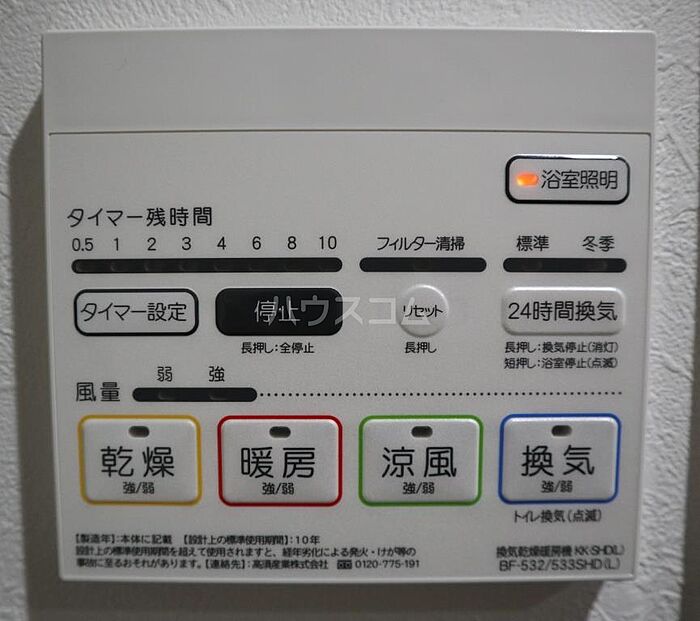 浴室照明
タイマー残時間
0.5 1 2 3 4 6 8 10
フィルター清掃
標準 冬季
タイマー設定
停止
リセット
24時間換気
長押し:全停止
長押し
長押し:換気停止(消灯)
短押し:浴室停止(点滅)
ハウスコム
風量 弱 強
乾燥
強/弱
暖房
強/弱
涼風
強/弱
換気
強/弱
トイレ換気(点滅)
【製造年】:本体に記載 【設計上の標準使用期間】:10年
設計上の標準使用期間を超えて使用されますと、経年劣化による発火・けが等の
事故に至るおそれがあります。【連絡先】:高須産業株式会社 0120-775-191
換気乾燥暖房機 KK-SHD(L)
BF-532/533SHD(L)